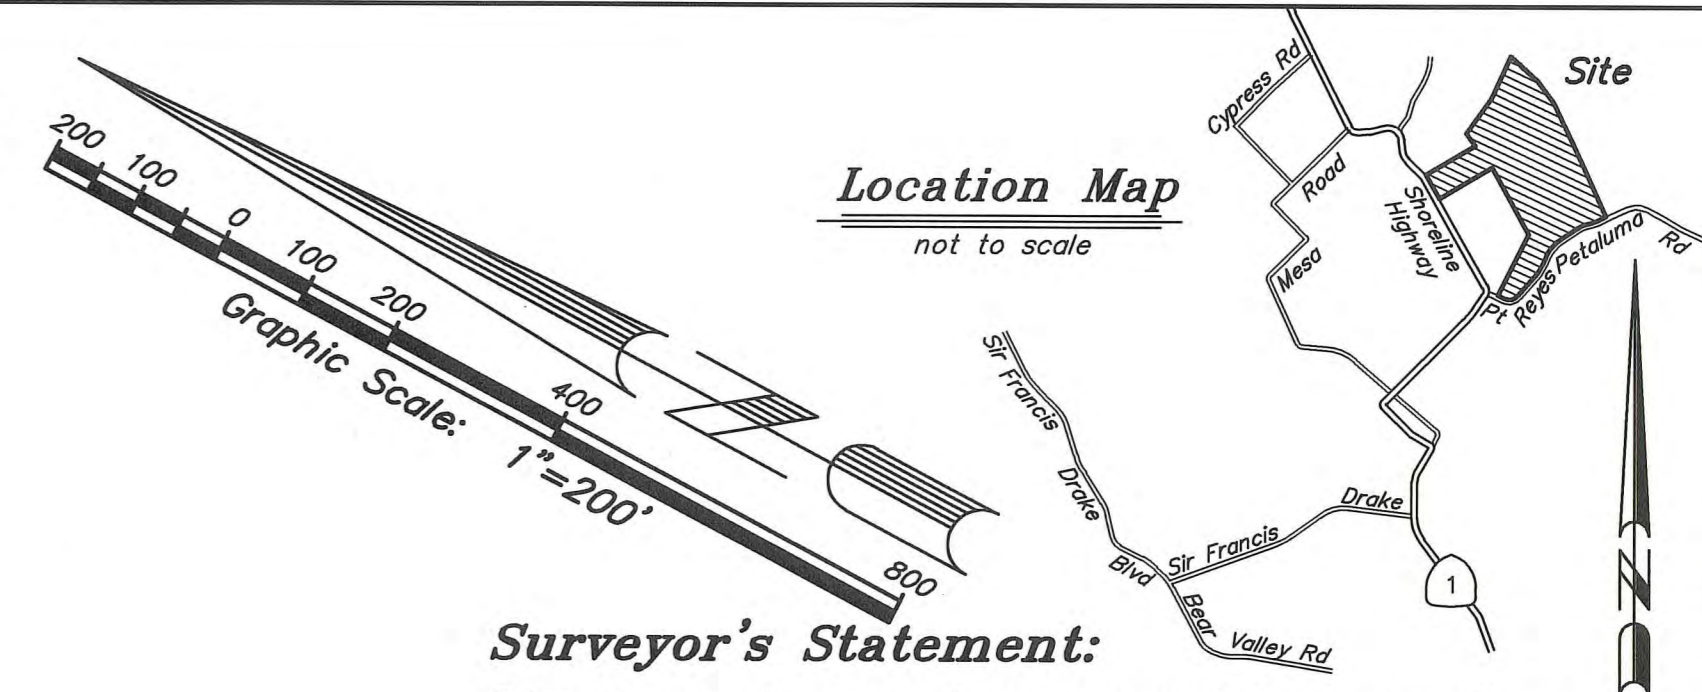 200
100
0
100
200
400
800
Graphic Scale: 1"=200'
Location Map
not to scale
Cypress Rd
Site
Road
Mesa
Shoreline
Highway
Pt Reyes Petaluma Rd
Sir Francis
Drake
Blvd
Sir Francis
Drake
1
Bear
Valley Rd
N
Surveyor's Statement: